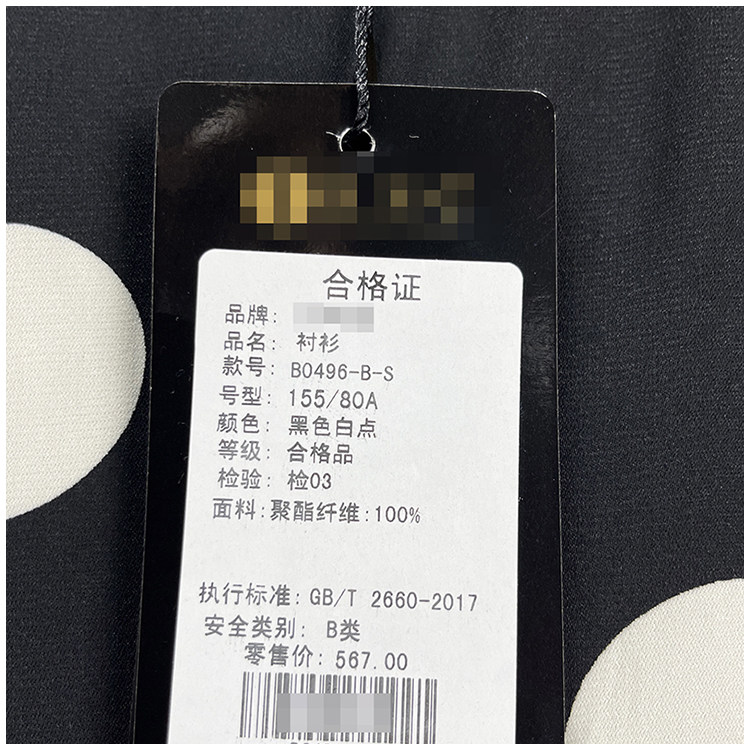 合格证
品牌:
品名: 衬衫
款号: B0496-B-S
号型: 155/80A
颜色: 黑色白点
等级: 合格品
检验: 检03
面料:聚酯纤维:100%
执行标准: GB/T 2660-2017
安全类别: B类
零售价: 567.00